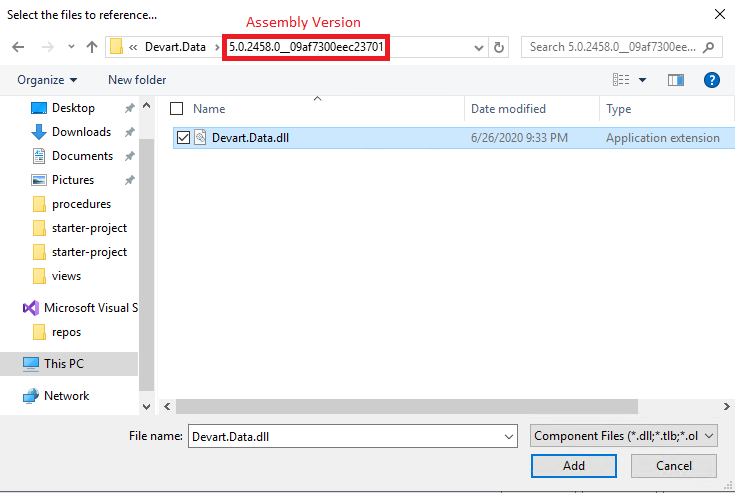 Select the files to reference...
Assembly Version
« Devart.Data › 5.0.2458.0__09af7300eec23701
Search 5.0.2458.0__09af7300ee...
Organize New folder
Name Date modified Type
Devart.Data.dll 6/26/2020 9:33 PM Application extension
Desktop
Downloads
Documents
Pictures
procedures
starter-project
starter-project
views
Microsoft Visual S
repos
This PC
Network
File name: Devart.Data.dll Component Files (*.dll;*.tlb;*.ol
Add Cancel